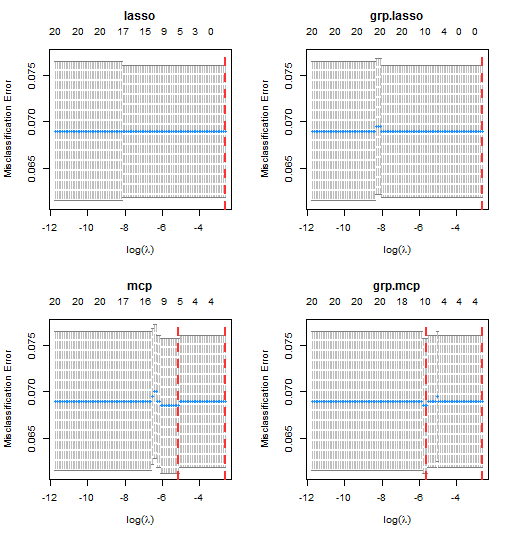 lasso
20 20 20 17 15 9 5 3 0
Misclassification Error
0.065 0.070 0.075
-12 -10 -8 -6 -4
log(λ)
grp.lasso
20 20 20 20 10 4 0 0
Misclassification Error
0.065 0.070 0.075
-12 -10 -8 -6 -4
log(λ)
mcp
20 20 20 17 16 9 5 4 4
Misclassification Error
0.065 0.070 0.075
-12 -10 -8 -6 -4
log(λ)
grp.mcp
20 20 20 20 18 10 4 4 4
Misclassification Error
0.065 0.070 0.075
-12 -10 -8 -6 -4
log(λ)